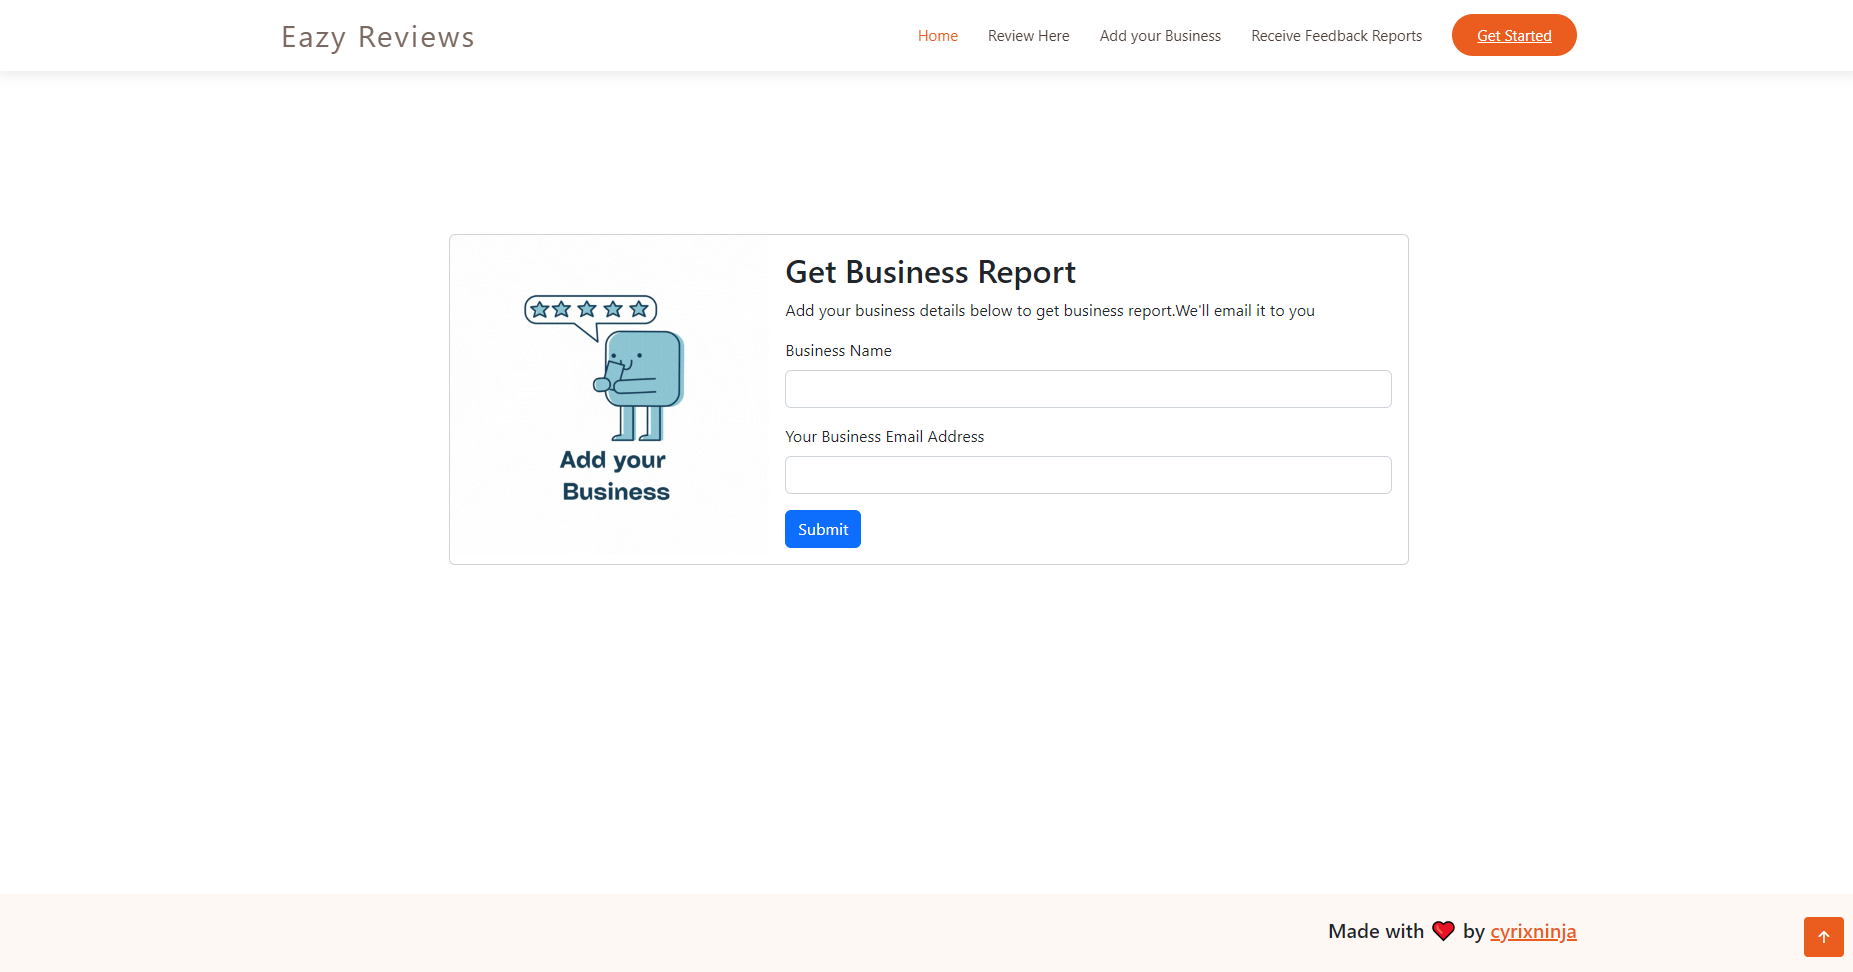 Eazy Reviews
Home
Review Here
Add your Business
Receive Feedback Reports
Get Started
Add your
Business
Get Business Report
Add your business details below to get business report.We'll email it to you
Business Name
Your Business Email Address
Submit
Made with ❤️ by cyrixninja